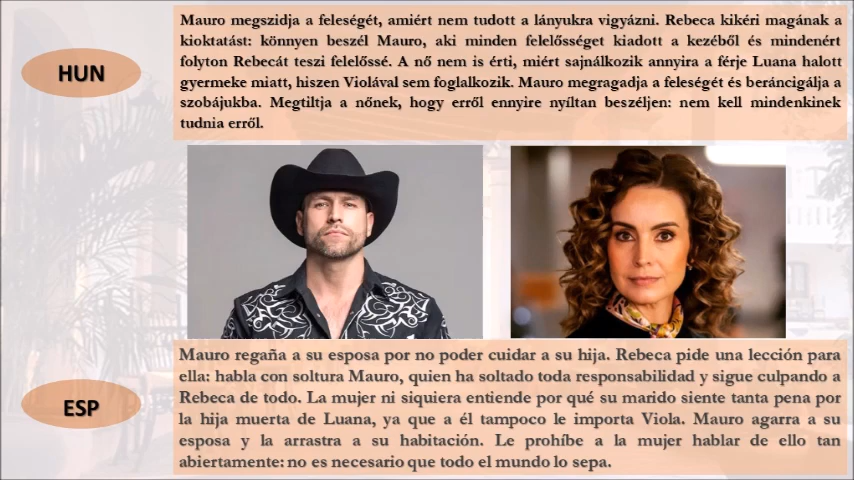 HUN
Mauro megszidja a feleségét, amiért nem tudott a lányukra vigyázni. Rebeca kikéri magának a
kioktatást: könnyen beszél Mauro, aki minden felelősséget kiadott a kezéből és mindenért
folyton Rebecát teszi felelőssé. A nő nem is érti, miért sajnálkozik annyira a férje Luana halott
gyermeke miatt, hiszen Violával sem foglalkozik. Mauro megragadja a feleségét és beráncigálja a
szobájukba. Megtiltja a nőnek, hogy erről ennyire nyíltan beszéljen: nem kell mindenkinek
tudnia erről.
ESP
Mauro regaña a su esposa por no poder cuidar a su hija. Rebeca pide una lección para
ella: habla con soltura Mauro, quien ha soltado toda responsabilidad y sigue culpando a
Rebeca de todo. La mujer ni siquiera entiende por qué su marido siente tanta pena por
la hija muerta de Luana, ya que a él tampoco le importa Viola. Mauro agarra a su
esposa y la arrastra a su habitación. Le prohíbe a la mujer hablar de ello tan
abiertamente: no es necesario que todo el mundo lo sepa.